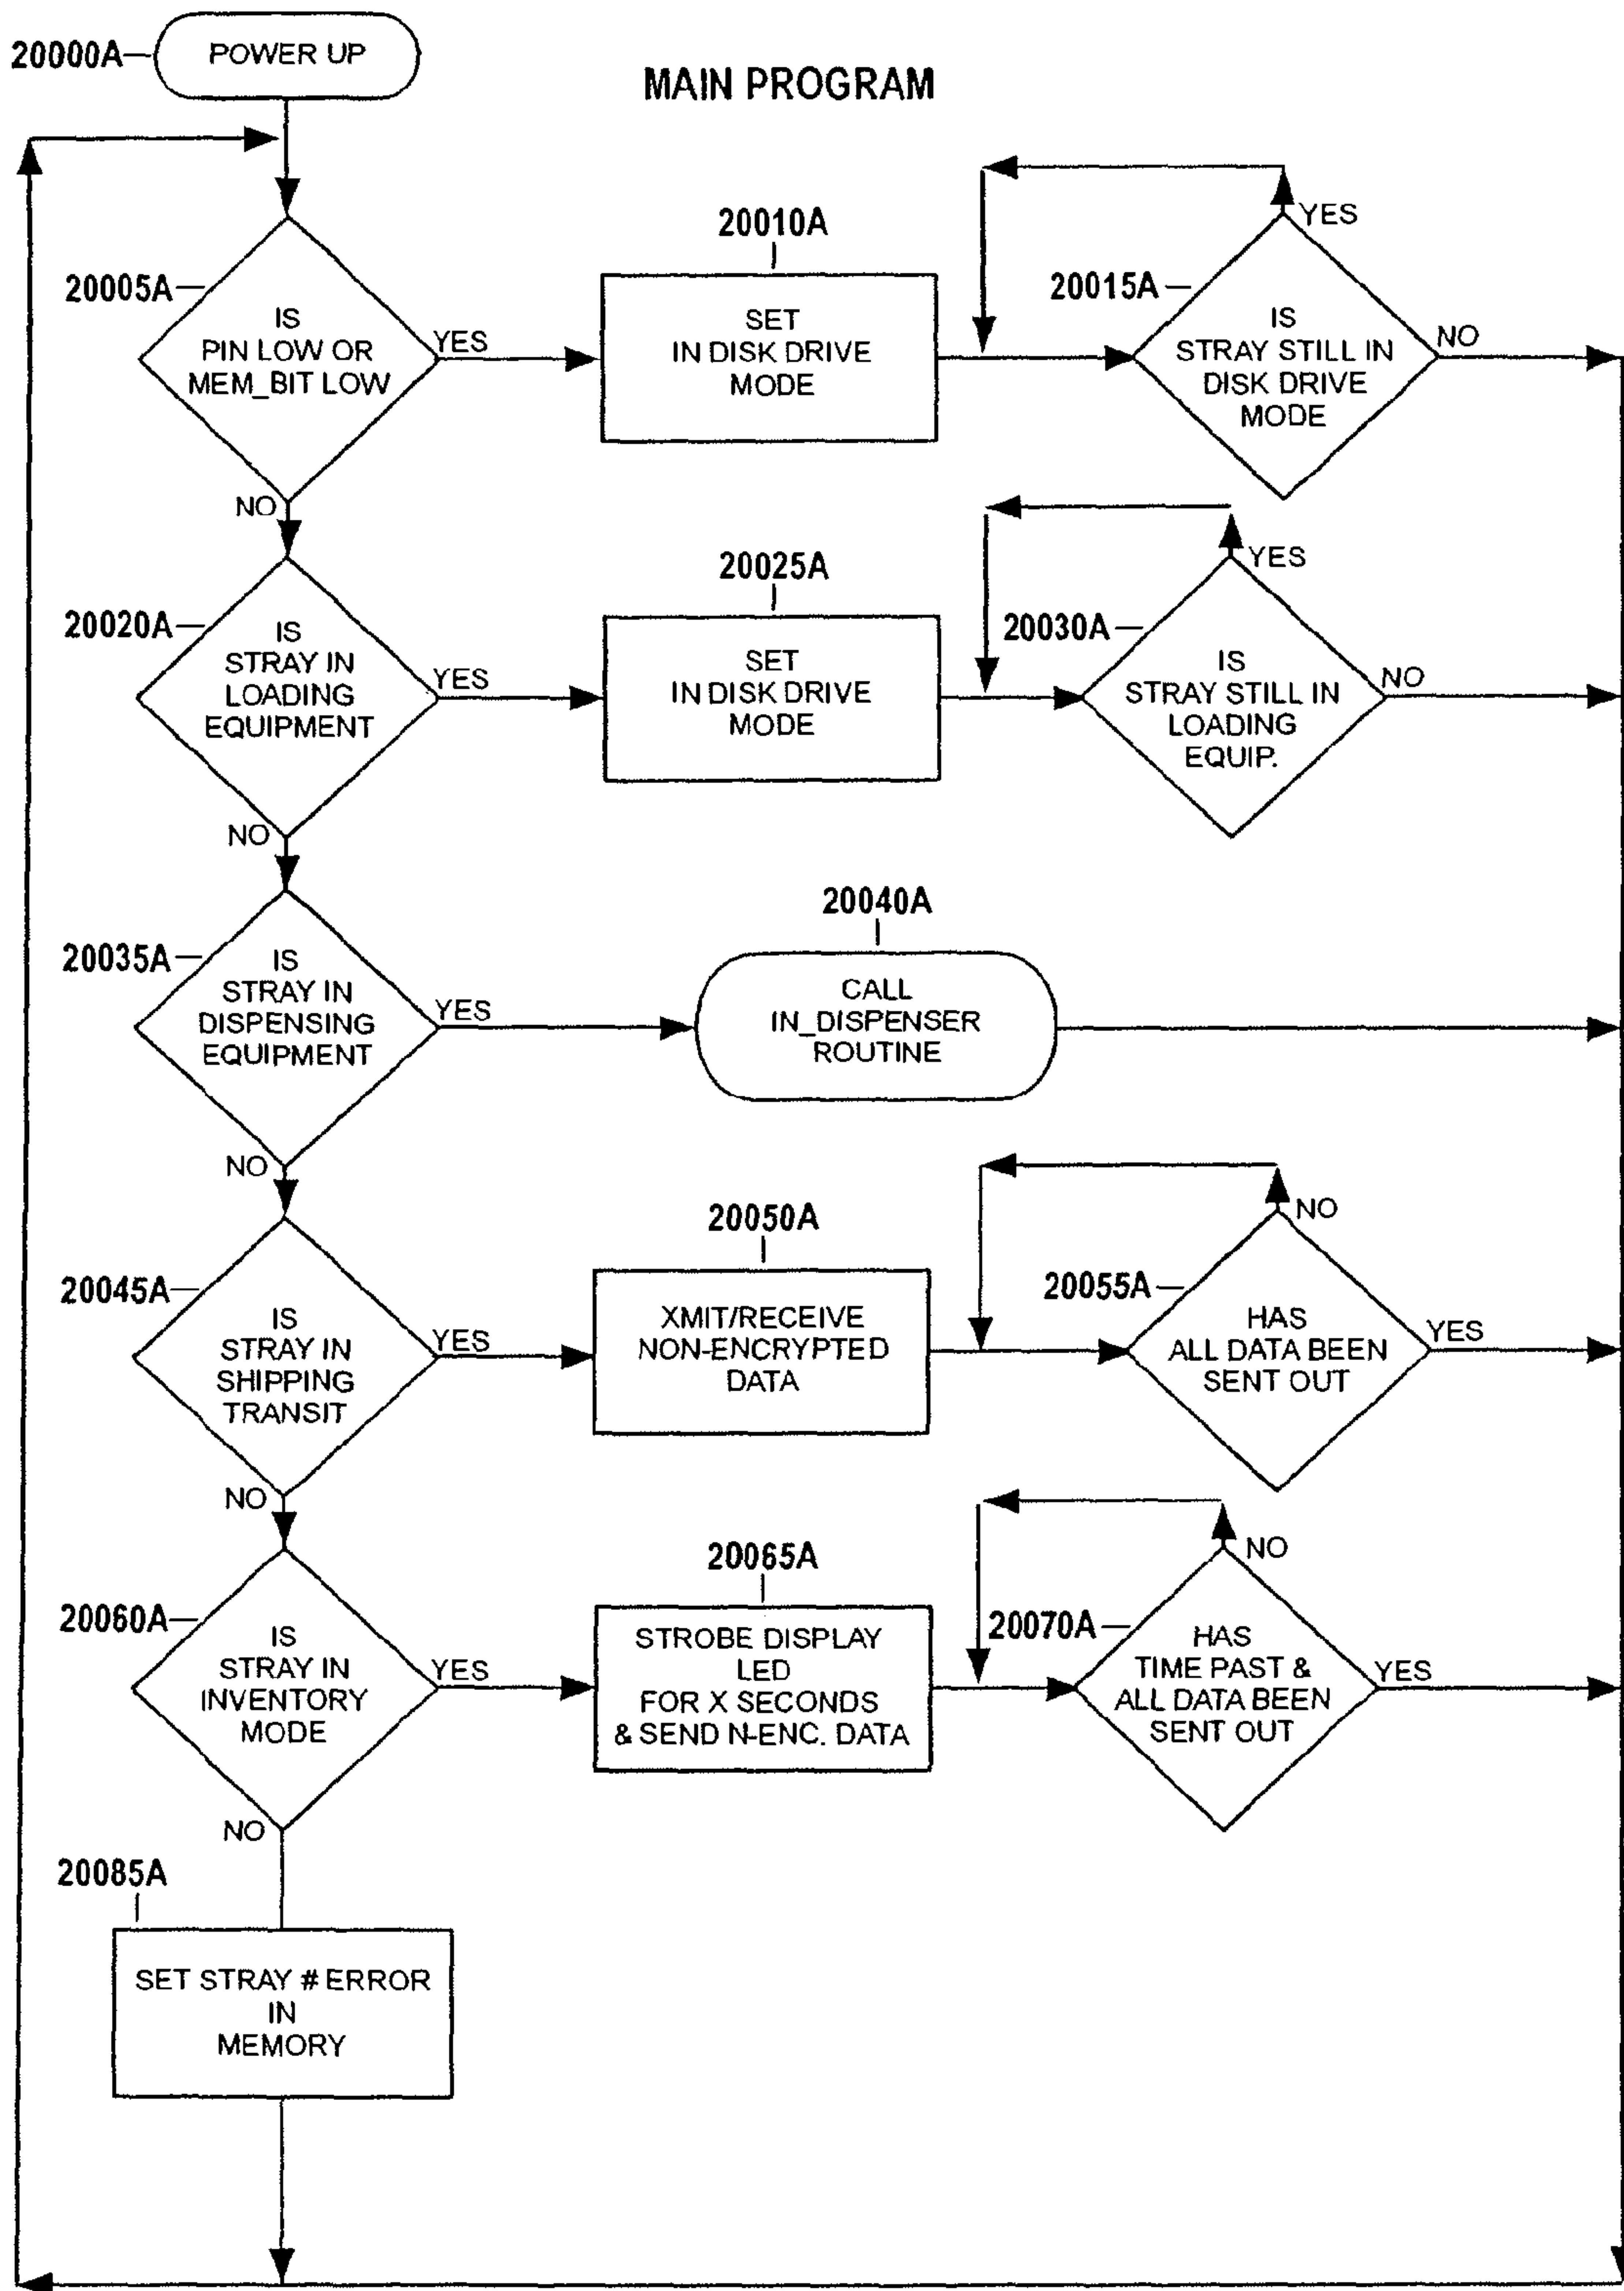 20000A
POWER UP
MAIN PROGRAM
20005A
IS
PIN LOW OR
MEM_BIT LOW
YES
NO
20010A
SET
IN DISK DRIVE
MODE
20015A
IS
STRAY STILL IN
DISK DRIVE
MODE
YES
NO
20020A
IS
STRAY IN
LOADING
EQUIPMENT
YES
NO
20025A
SET
IN DISK DRIVE
MODE
20030A
IS
STRAY STILL IN
LOADING
EQUIP.
YES
NO
20035A
IS
STRAY IN
DISPENSING
EQUIPMENT
YES
NO
20040A
CALL
IN_DISPENSER
ROUTINE
20045A
IS
STRAY IN
SHIPPING
TRANSIT
YES
NO
20050A
XMIT/RECEIVE
NON-ENCRYPTED
DATA
20055A
HAS
ALL DATA BEEN
SENT OUT
NO
YES
20060A
IS
STRAY IN
INVENTORY
MODE
YES
NO
20065A
STROBE DISPLAY
LED
FOR X SECONDS
& SEND N-ENC. DATA
20070A
HAS
TIME PAST &
ALL DATA BEEN
SENT OUT
NO
YES
20085A
SET STRAY # ERROR
IN
MEMORY